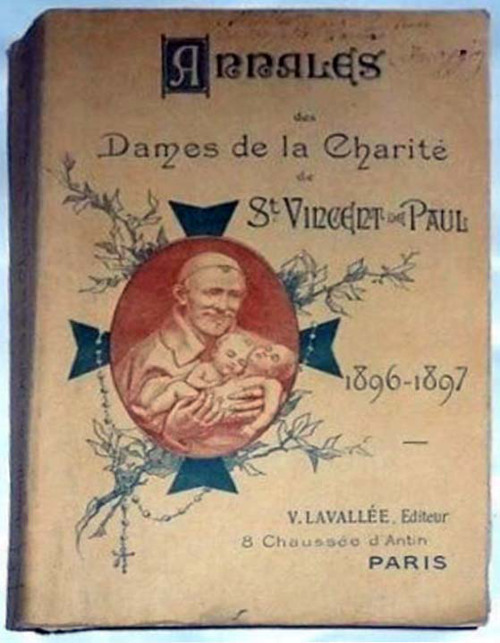 ANNALES
des
Dames de la Charité
de
St VINCENT DE PAUL
1896-1897
V. LAVALLÉE, Editeur
8 Chaussée d'Antin
PARIS